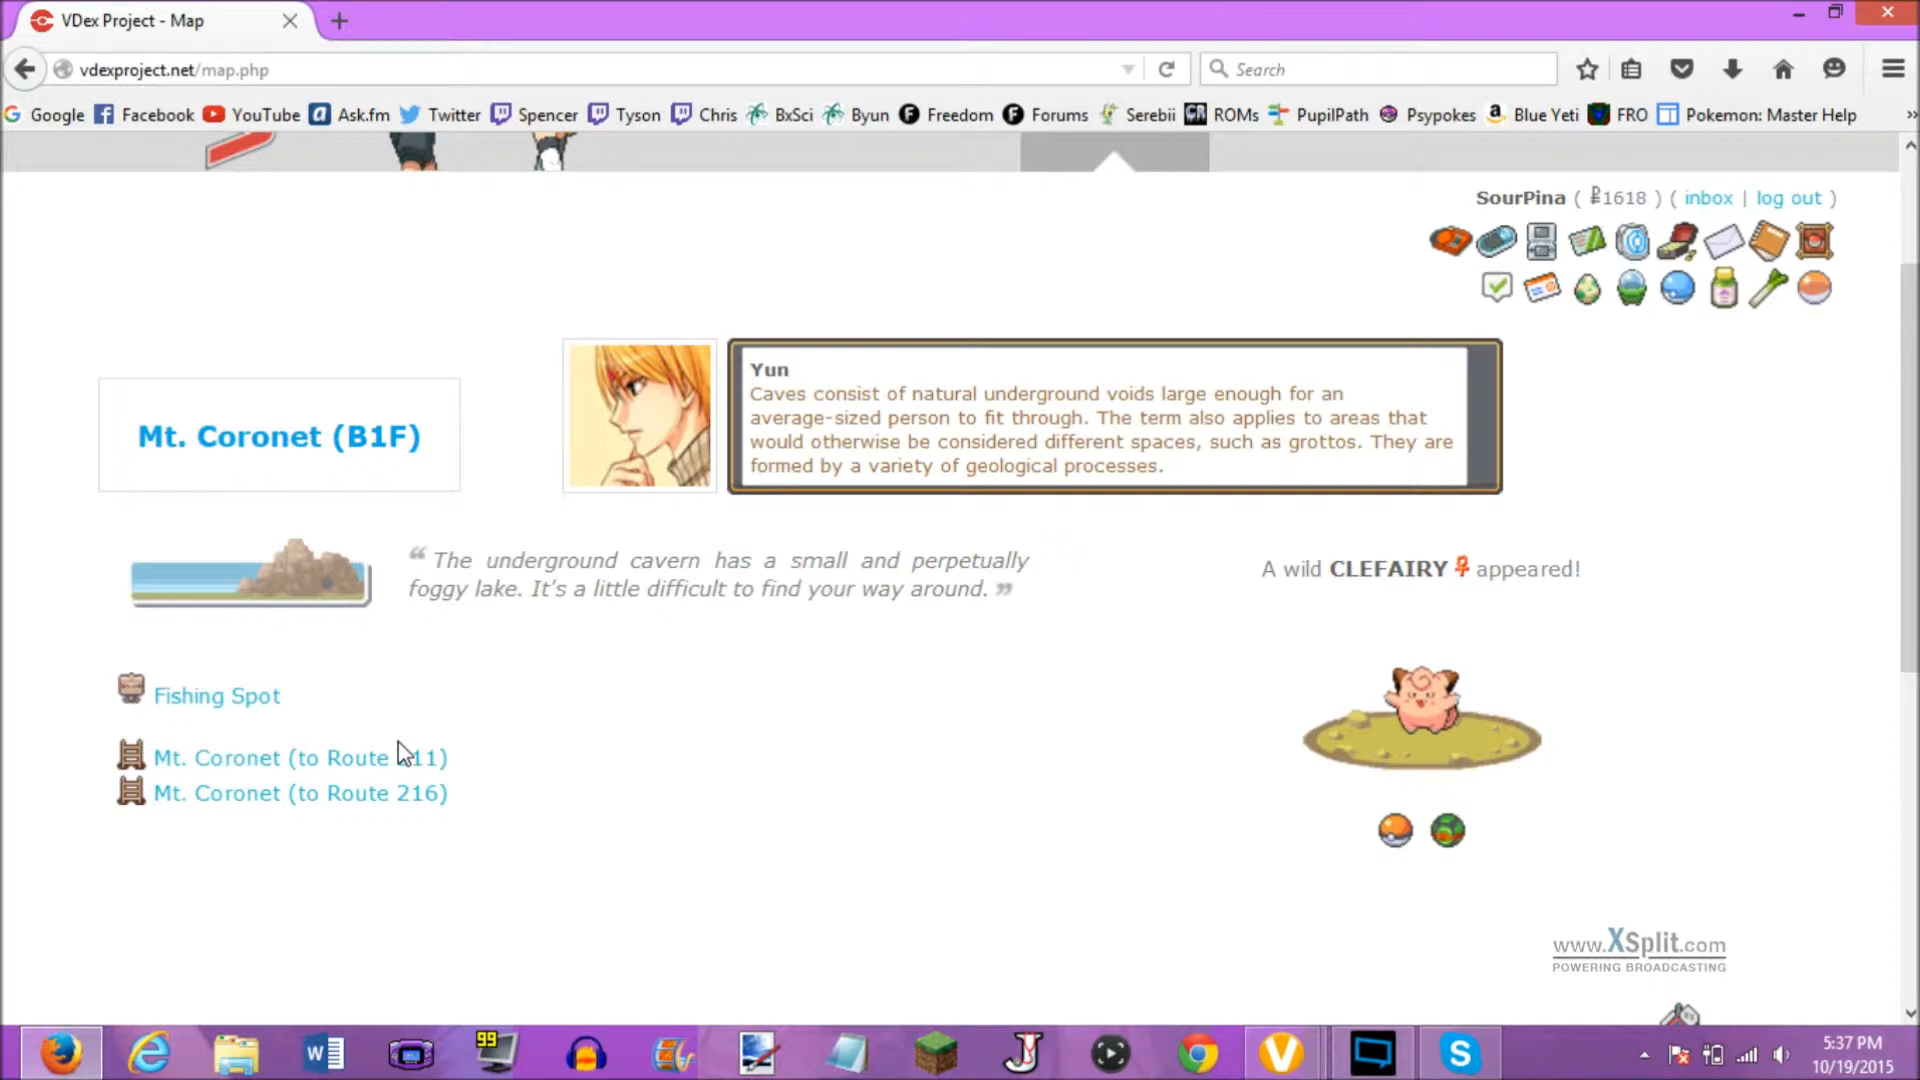 VDex Project - Map
vdexproject.net/map.php
Search
Google Facebook YouTube Ask.fm Twitter Spencer Tyson Chris BxSci Byun Freedom Forums Serebii ROMs PupilPath Psypokes Blue Yeti FRO Pokemon: Master Help
SourPina ( ₽1618 ) ( inbox | log out )
Yun
Caves consist of natural underground voids large enough for an
average-sized person to fit through. The term also applies to areas that
would otherwise be considered different spaces, such as grottos. They are
formed by a variety of geological processes.
Mt. Coronet (B1F)
“ The underground cavern has a small and perpetually
foggy lake. It’s a little difficult to find your way around. ”
A wild CLEFAIRY appeared!
Fishing Spot
Mt. Coronet (to Route 11)
Mt. Coronet (to Route 216)
www.XSplit.com
POWERING BROADCASTING
99
5:37 PM
10/19/2015